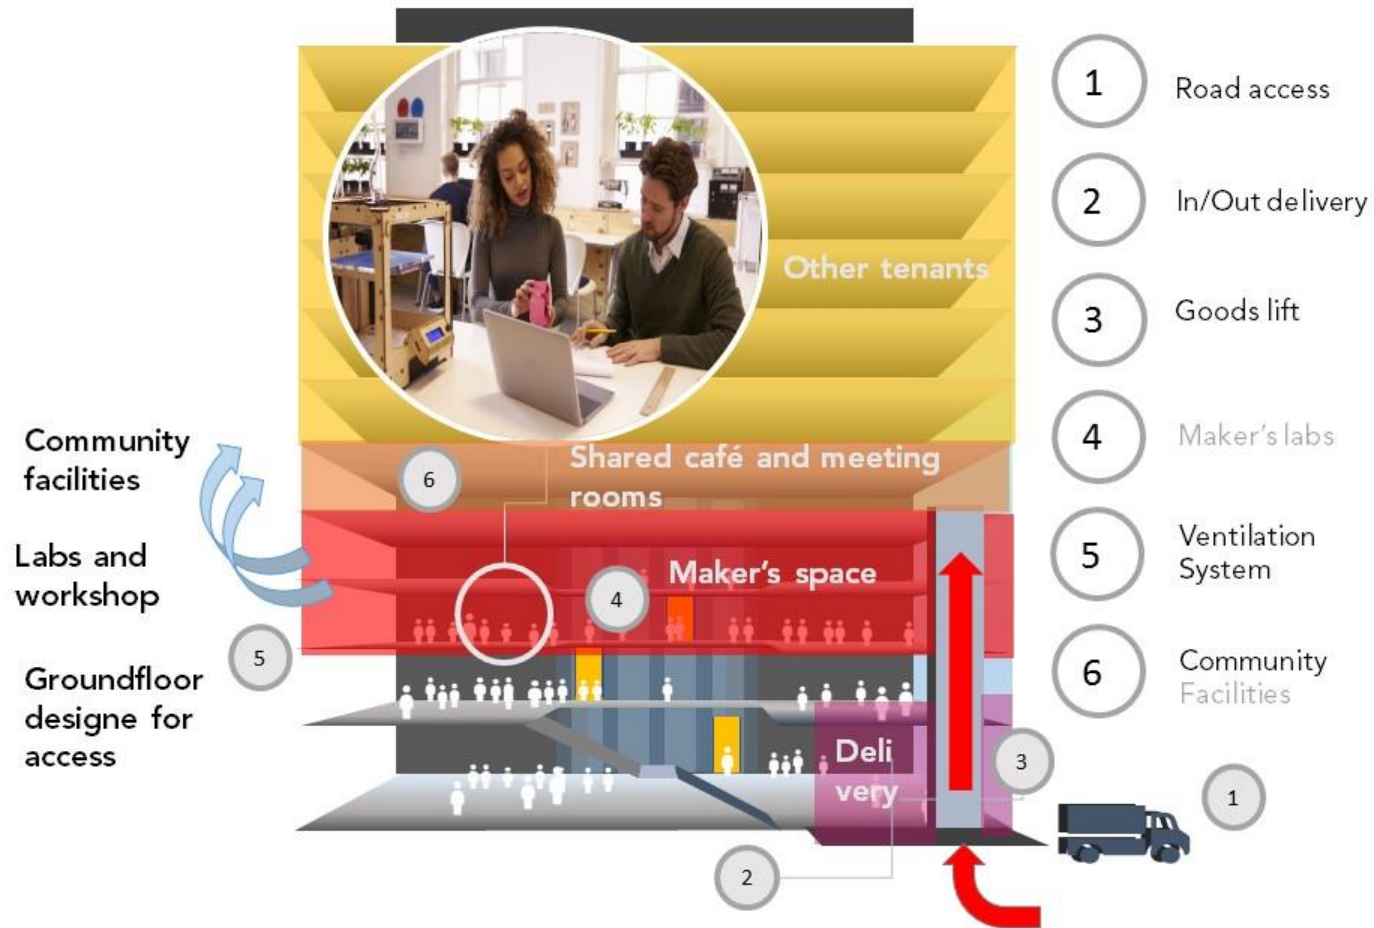 1
Road access
2
In/Out delivery
3
Goods lift
4
Maker's labs
5
Ventilation
System
6
Community
Facilities
Other tenants
Community
facilities
6
Shared café and meeting
rooms
Labs and
workshop
4
Maker's space
5
Groundfloor
designe for
access
Deli
very
3
1
2